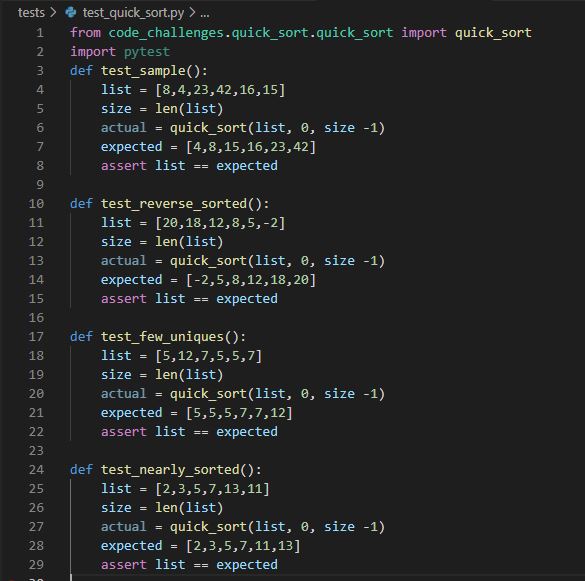 tests > test_quick_sort.py > ...
1 from code_challenges.quick_sort.quick_sort import quick_sort
2 import pytest
3 def test_sample():
4     list = [8,4,23,42,16,15]
5     size = len(list)
6     actual = quick_sort(list, 0, size -1)
7     expected = [4,8,15,16,23,42]
8     assert list == expected
9
10 def test_reverse_sorted():
11     list = [20,18,12,8,5,-2]
12     size = len(list)
13     actual = quick_sort(list, 0, size -1)
14     expected = [-2,5,8,12,18,20]
15     assert list == expected
16
17 def test_few_uniques():
18     list = [5,12,7,5,5,7]
19     size = len(list)
20     actual = quick_sort(list, 0, size -1)
21     expected = [5,5,5,7,7,12]
22     assert list == expected
23
24 def test_nearly_sorted():
25     list = [2,3,5,7,13,11]
26     size = len(list)
27     actual = quick_sort(list, 0, size -1)
28     expected = [2,3,5,7,11,13]
29     assert list == expected